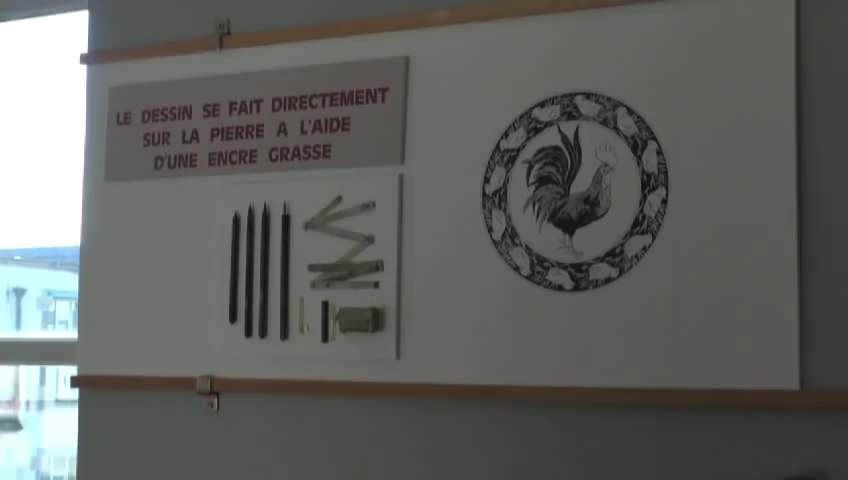 LE DESSIN SE FAIT DIRECTEMENT
SUR LA PIERRE A L'AIDE
D'UNE ENCRE GRASSE